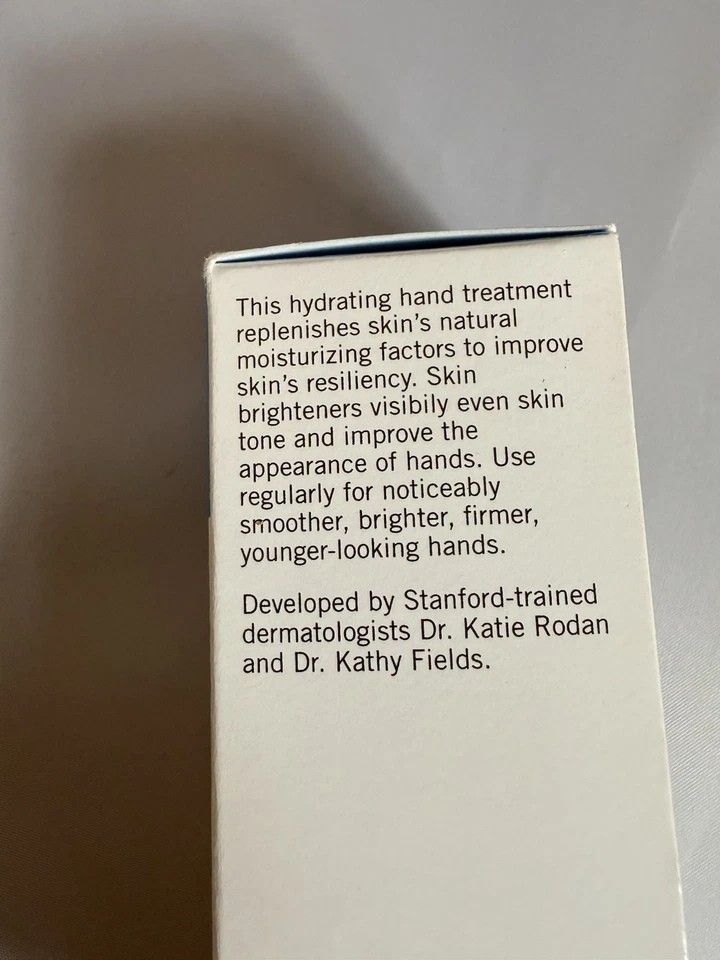 This hydrating hand treatment
replenishes skin's natural
moisturizing factors to improve
skin's resiliency. Skin
brighteners visibily even skin
tone and improve the
appearance of hands. Use
regularly for noticeably
smoother, brighter, firmer,
younger-looking hands.
Developed by Stanford-trained
dermatologists Dr. Katie Rodan
and Dr. Kathy Fields.